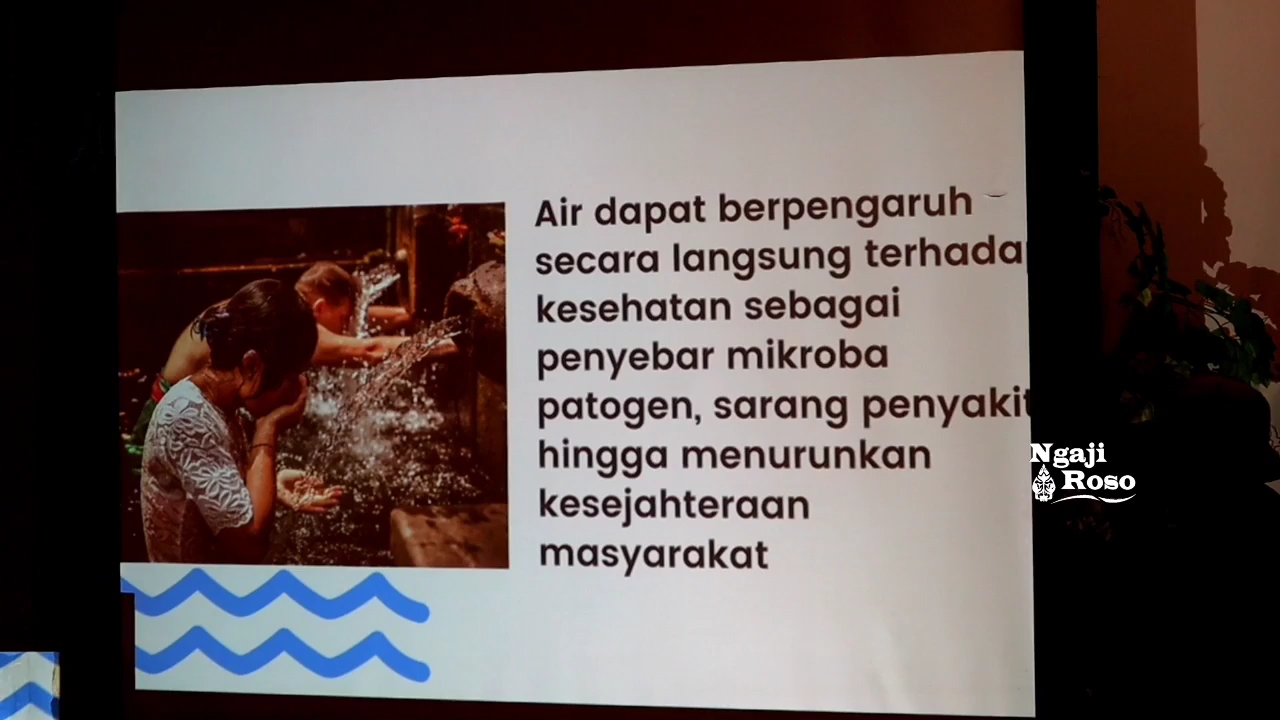 Air dapat berpengaruh
secara langsung terhada
kesehatan sebagai
penyebar mikroba
patogen, sarang penyakit
hingga menurunkan
kesejahteraan
masyarakat
Ngaji
Roso